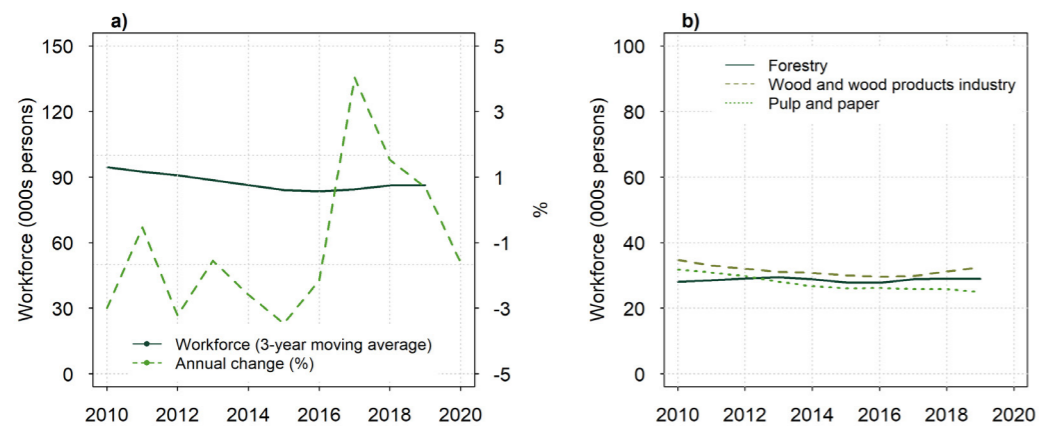 a)
150
120
90
60
30
0
Workforce (000s persons)
5
3
1
-1
-3
-5
%
Workforce (3-year moving average)
Annual change (%)
2010 2012 2014 2016 2018 2020
b)
100
80
60
40
20
0
Workforce (000s persons)
Forestry
Wood and wood products industry
Pulp and paper
2010 2012 2014 2016 2018 2020